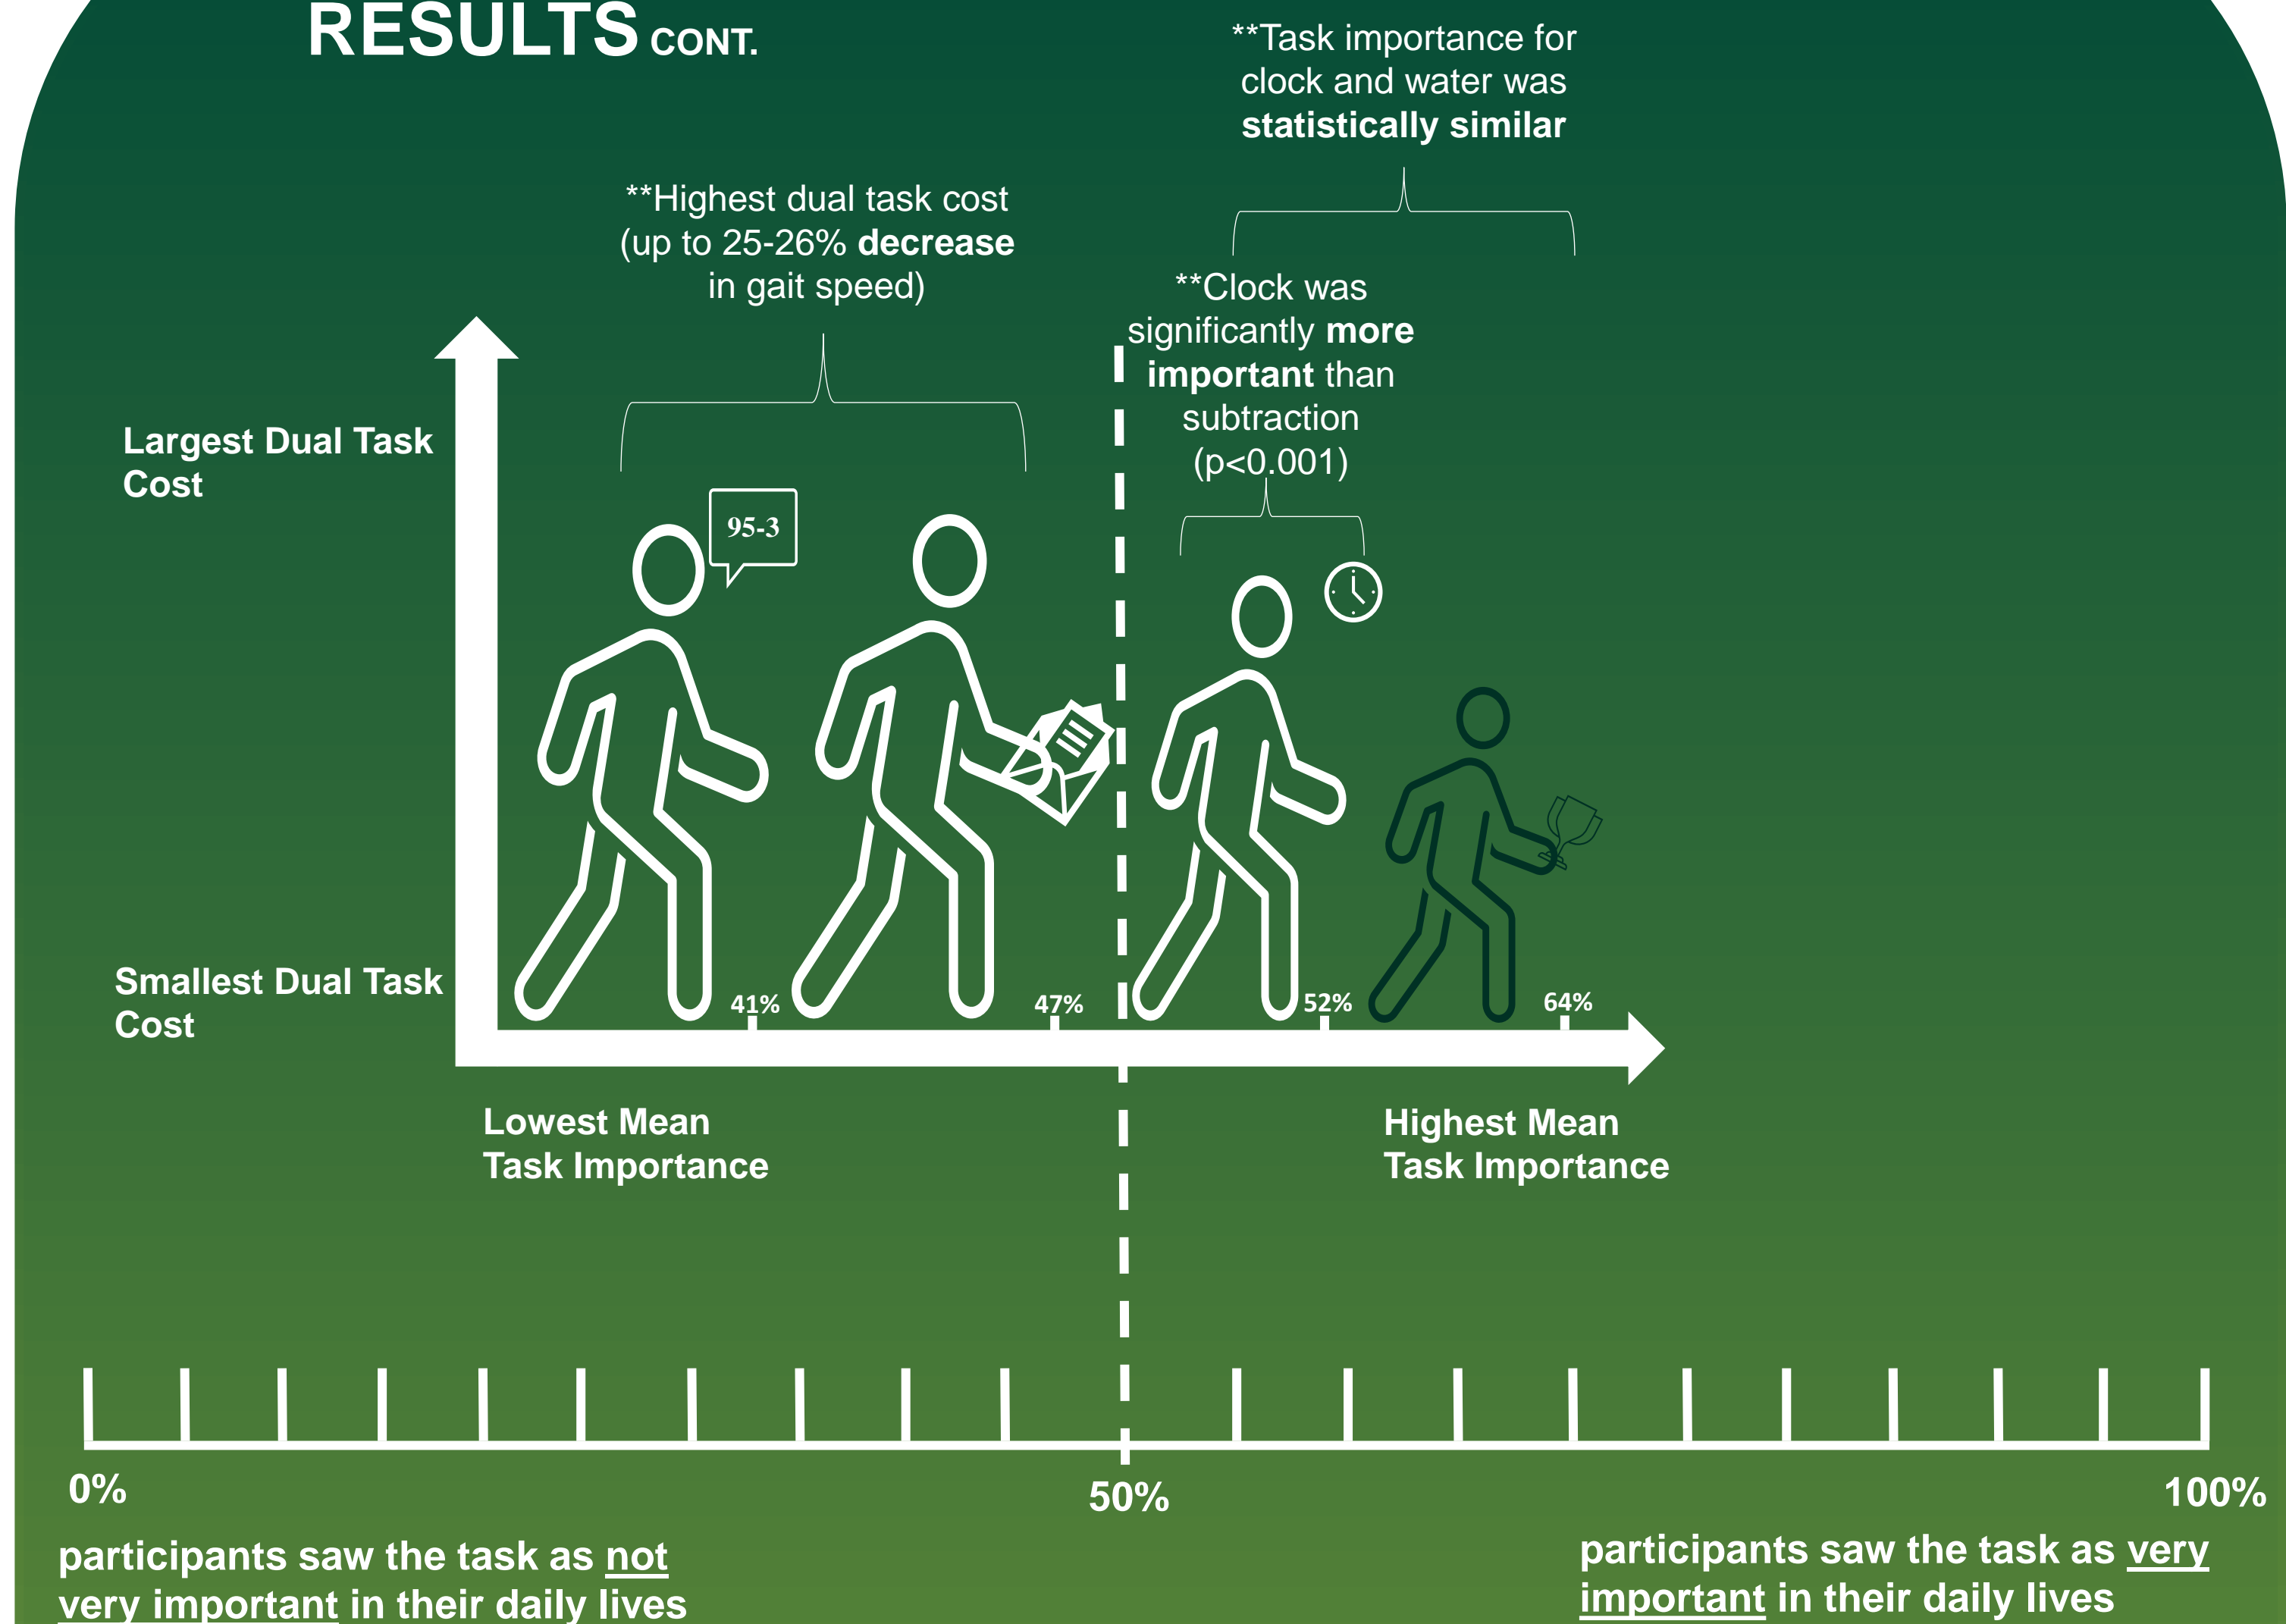 RESULTS CONT.
**Task importance for
clock and water was
statistically similar
**Highest dual task cost
(up to 25-26% decrease
in gait speed)
**Clock was
significantly more
important than
subtraction
(p<0.001)
Largest Dual Task
Cost
95-3
Smallest Dual Task
Cost
41%
47%
52%
64%
Lowest Mean
Task Importance
Highest Mean
Task Importance
0%
50%
100%
participants saw the task as not
very important in their daily lives
participants saw the task as very
important in their daily lives